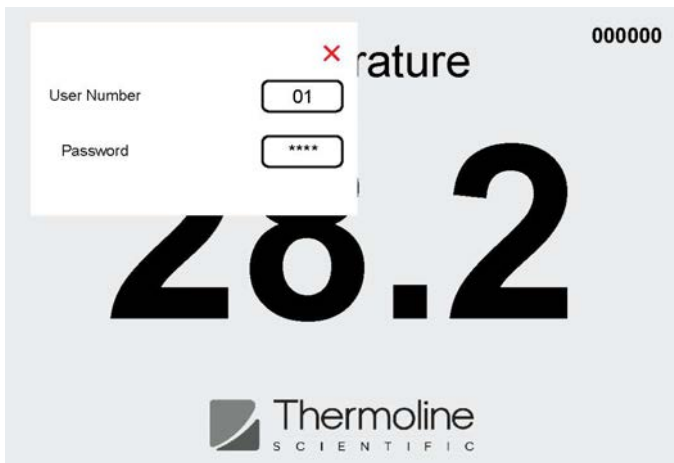 000000
rature
User Number 01
Password ****
28.2
Thermoline
SCIENTIFIC